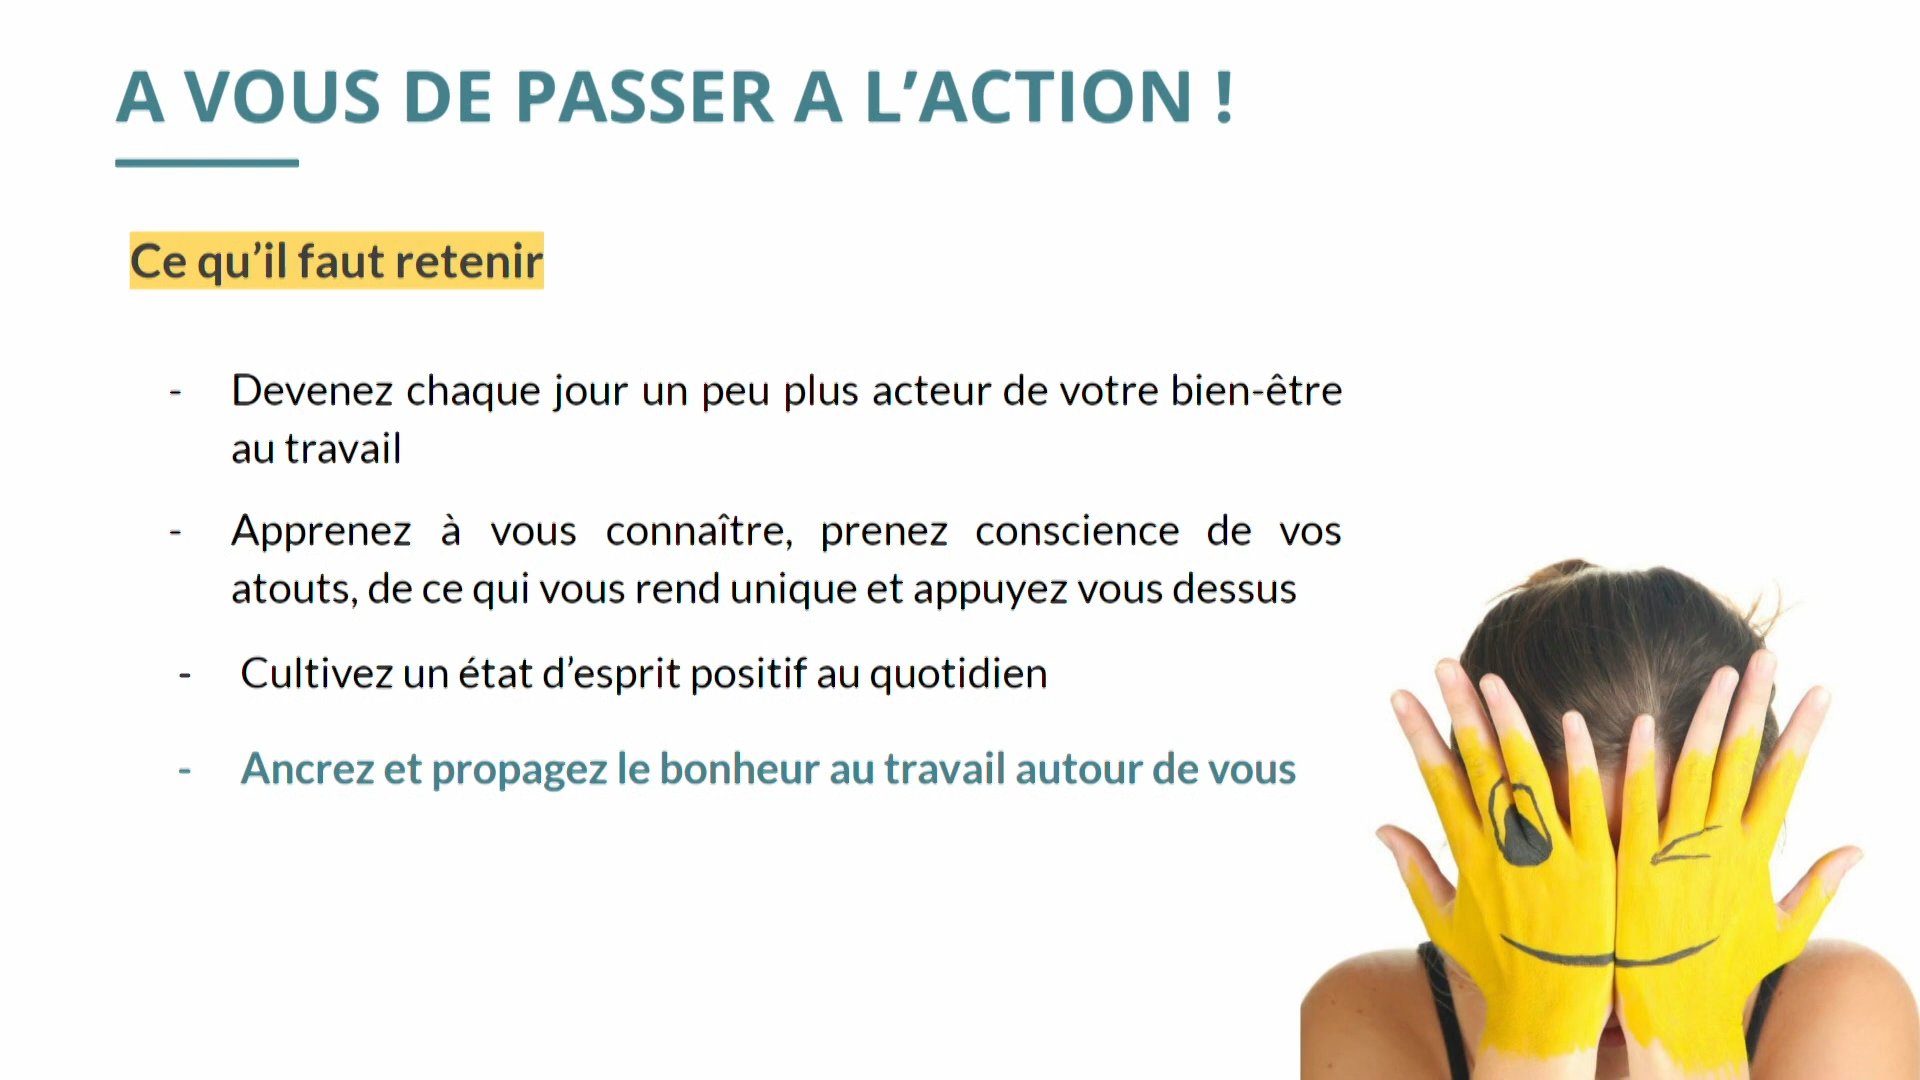 A VOUS DE PASSER A L’ACTION !
Ce qu’il faut retenir
- Devenez chaque jour un peu plus acteur de votre bien-être
au travail
- Apprenez à vous connaître, prenez conscience de vos
atouts, de ce qui vous rend unique et appuyez vous dessus
- Cultivez un état d’esprit positif au quotidien
- Ancrez et propagez le bonheur au travail autour de vous